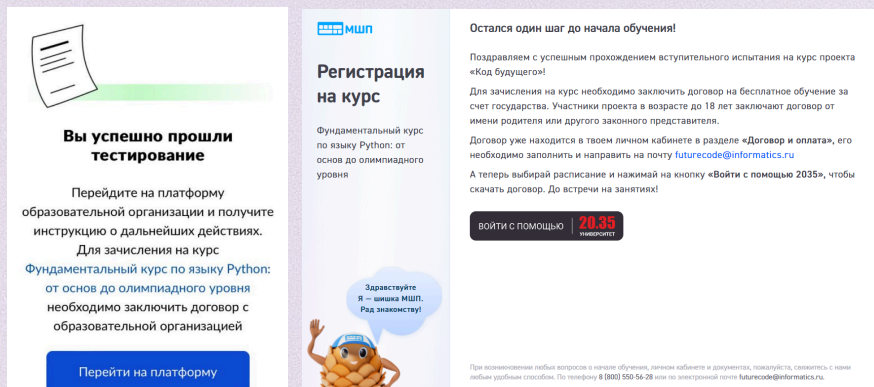 Вы успешно прошли
тестирование
Перейдите на платформу
образовательной организации и получите
инструкцию о дальнейших действиях.
Для зачисления на курс
Фундаментальный курс по языку Python:
от основ до олимпиадного уровня
необходимо заключить договор с
образовательной организацией
Перейти на платформу
мшп
Регистрация
на курс
Фундаментальный курс
по языку Python: от
основ до олимпиадного
уровня
Здравствуйте
Я — шишка МШП.
Рад знакомству!
Остался один шаг до начала обучения!
Поздравляем с успешным прохождением вступительного испытания на курс проекта
«Код будущего»!
Для зачисления на курс необходимо заключить договор на бесплатное обучение за
счет государства. Участники проекта в возрасте до 18 лет заключают договор от
имени родителя или другого законного представителя.
Договор уже находится в твоем личном кабинете в разделе «Договор и оплата», его
необходимо заполнить и направить на почту futurecode@informatics.ru
А теперь выбирай расписание и нажимай на кнопку «Войти с помощью 2035», чтобы
скачать договор. До встречи на занятиях!
ВОЙТИ С ПОМОЩЬЮ 20.35
УНИВЕРСИТЕТ
При возникновении любых вопросов о начале обучения, личном кабинете и документах, пожалуйста, свяжитесь с нами
любым удобным способом. По телефону 8 (800) 550-56-28 или по электронной почте futurecode@informatics.ru.